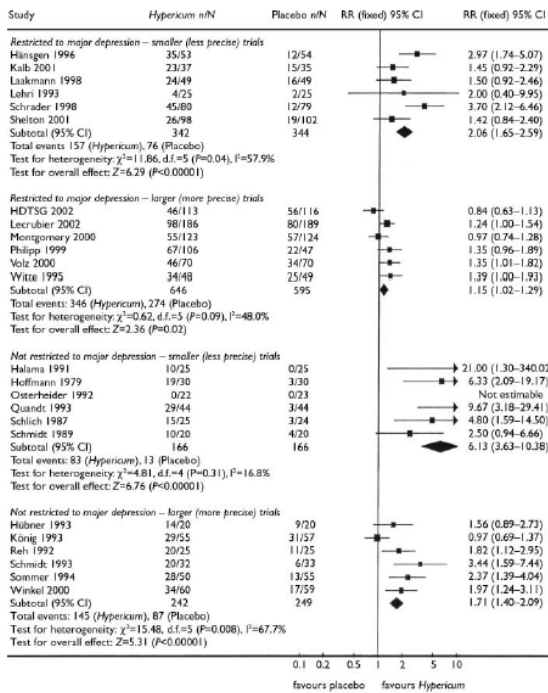 Study Hypericum n/N Placebo n/N RR (fixed) 95% CI RR (fixed) 95% CI
Restricted to major depression – smaller (less precise) trials
Hänsgen 1996 35/53 12/54 2.97 (1.74–5.07)
Kalb 2001 23/37 15/35 1.45 (0.92–2.29)
Laakmann 1998 24/49 16/49 1.50 (0.92–2.46)
Lehri 1993 4/25 2/25 2.00 (0.40–9.95)
Schrader 1998 45/80 12/79 3.70 (2.12–6.46)
Shelton 2001 26/98 19/102 1.42 (0.84–2.40)
Subtotal (95% CI) 342 344 2.06 (1.65–2.59)
Total events 157 (Hypericum), 76 (Placebo)
Test for heterogeneity: χ²=11.86, d.f.=5 (P=0.04), I²=57.9%
Test for overall effect: Z=6.29 (P<0.00001)
Restricted to major depression – larger (more precise) trials
HDTSG 2002 46/113 56/116 0.84 (0.63–1.13)
Lecrubier 2002 98/186 80/189 1.24 (1.00–1.54)
Montgomery 2000 55/123 57/124 0.97 (0.74–1.28)
Philipp 1999 67/106 22/47 1.35 (0.96–1.89)
Volz 2000 46/70 34/70 1.35 (1.01–1.82)
Witte 1995 34/48 25/49 1.39 (1.00–1.93)
Subtotal (95% CI) 646 595 1.15 (1.02–1.29)
Total events: 346 (Hypericum), 274 (Placebo)
Test for heterogeneity: χ²=0.62, d.f.=5 (P=0.09), I²=48.0%
Test for overall effect: Z=2.36 (P=0.02)
Not restricted to major depression – smaller (less precise) trials
Halama 1991 10/25 0/25 21.00 (1.30–340.02)
Hoffmann 1979 19/30 3/30 6.33 (2.09–19.17)
Osterheider 1992 0/22 0/23 Not estimable
Quandt 1993 29/44 3/44 9.67 (3.18–29.41)
Schlich 1987 15/25 3/24 4.80 (1.59–14.50)
Schmidt 1989 10/20 4/20 2.50 (0.94–6.66)
Subtotal (95% CI) 166 166 6.13 (3.63–10.38)
Total events: 83 (Hypericum), 13 (Placebo)
Test for heterogeneity: χ²=4.81, d.f.=4 (P=0.31), I²=16.8%
Test for overall effect: Z=6.76 (P<0.00001)
Not restricted to major depression – larger (more precise) trials
Hübner 1993 14/20 9/20 1.56 (0.89–2.73)
König 1993 29/55 31/57 0.97 (0.69–1.37)
Reh 1992 20/25 11/25 1.82 (1.12–2.95)
Schmidt 1993 20/32 6/33 3.44 (1.59–7.44)
Sommer 1994 28/50 13/55 2.37 (1.39–4.04)
Winkel 2000 34/60 17/59 1.97 (1.24–3.11)
Subtotal (95% CI) 242 249 1.71 (1.40–2.09)
Total events: 145 (Hypericum), 87 (Placebo)
Test for heterogeneity: χ²=15.48, d.f.=5 (P=0.008), I²=67.7%
Test for overall effect: Z=5.31 (P<0.00001)
0.1 0.2 1 2 5 10
favours placebo favours Hypericum